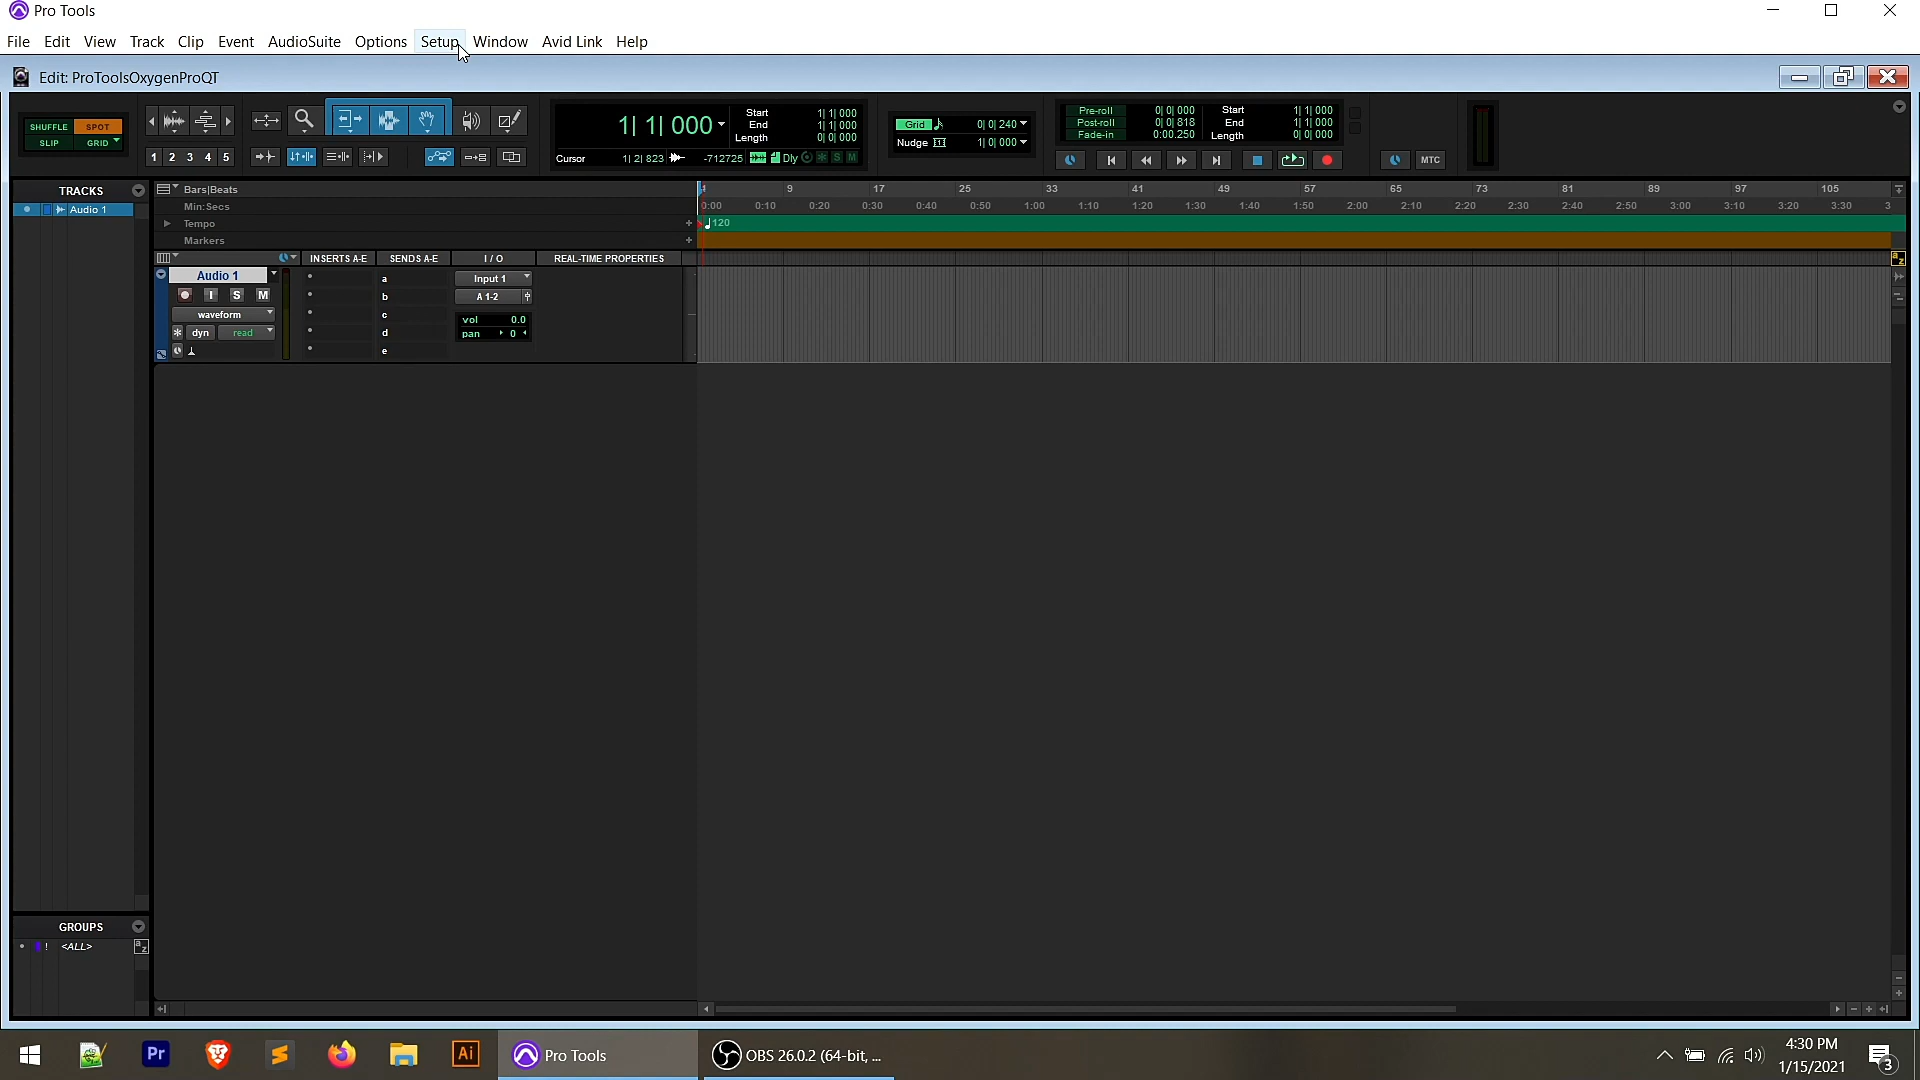 Pro Tools
File Edit View Track Clip Event AudioSuite Options Setup Window Avid Link Help
Edit: ProToolsOxygenProQT
SHUFFLE SPOT
SLIP GRID
1 2 3 4 5
1| 1| 000
Start 1| 1| 000
End 1| 1| 000
Length 0| 0| 000
Cursor 1| 2| 823 -712725 Dly S M
Grid 0| 0| 240
Nudge 1| 0| 000
Pre-roll 0| 0| 000
Post-roll 0| 0| 818
Fade-in 0:00.250
Start 1| 1| 000
End 1| 1| 000
Length 0| 0| 000
MTC
TRACKS
Audio 1
Bars|Beats 9 17 25 33 41 49 57 65 73 81 89 97 105
Min:Secs 0:00 0:10 0:20 0:30 0:40 0:50 1:00 1:10 1:20 1:30 1:40 1:50 2:00 2:10 2:20 2:30 2:40 2:50 3:00 3:10 3:20 3:30 3
Tempo + 120
Markers +
INSERTS A-E SENDS A-E I / O REAL-TIME PROPERTIES
a z
Audio 1
I S M
waveform
dyn read
a
b
c
d
e
Input 1
A 1-2
vol 0.0
pan 0
GROUPS
! <ALL>
a z
Pr
Ai
Pro Tools
OBS 26.0.2 (64-bit, ...
4:30 PM
1/15/2021
3